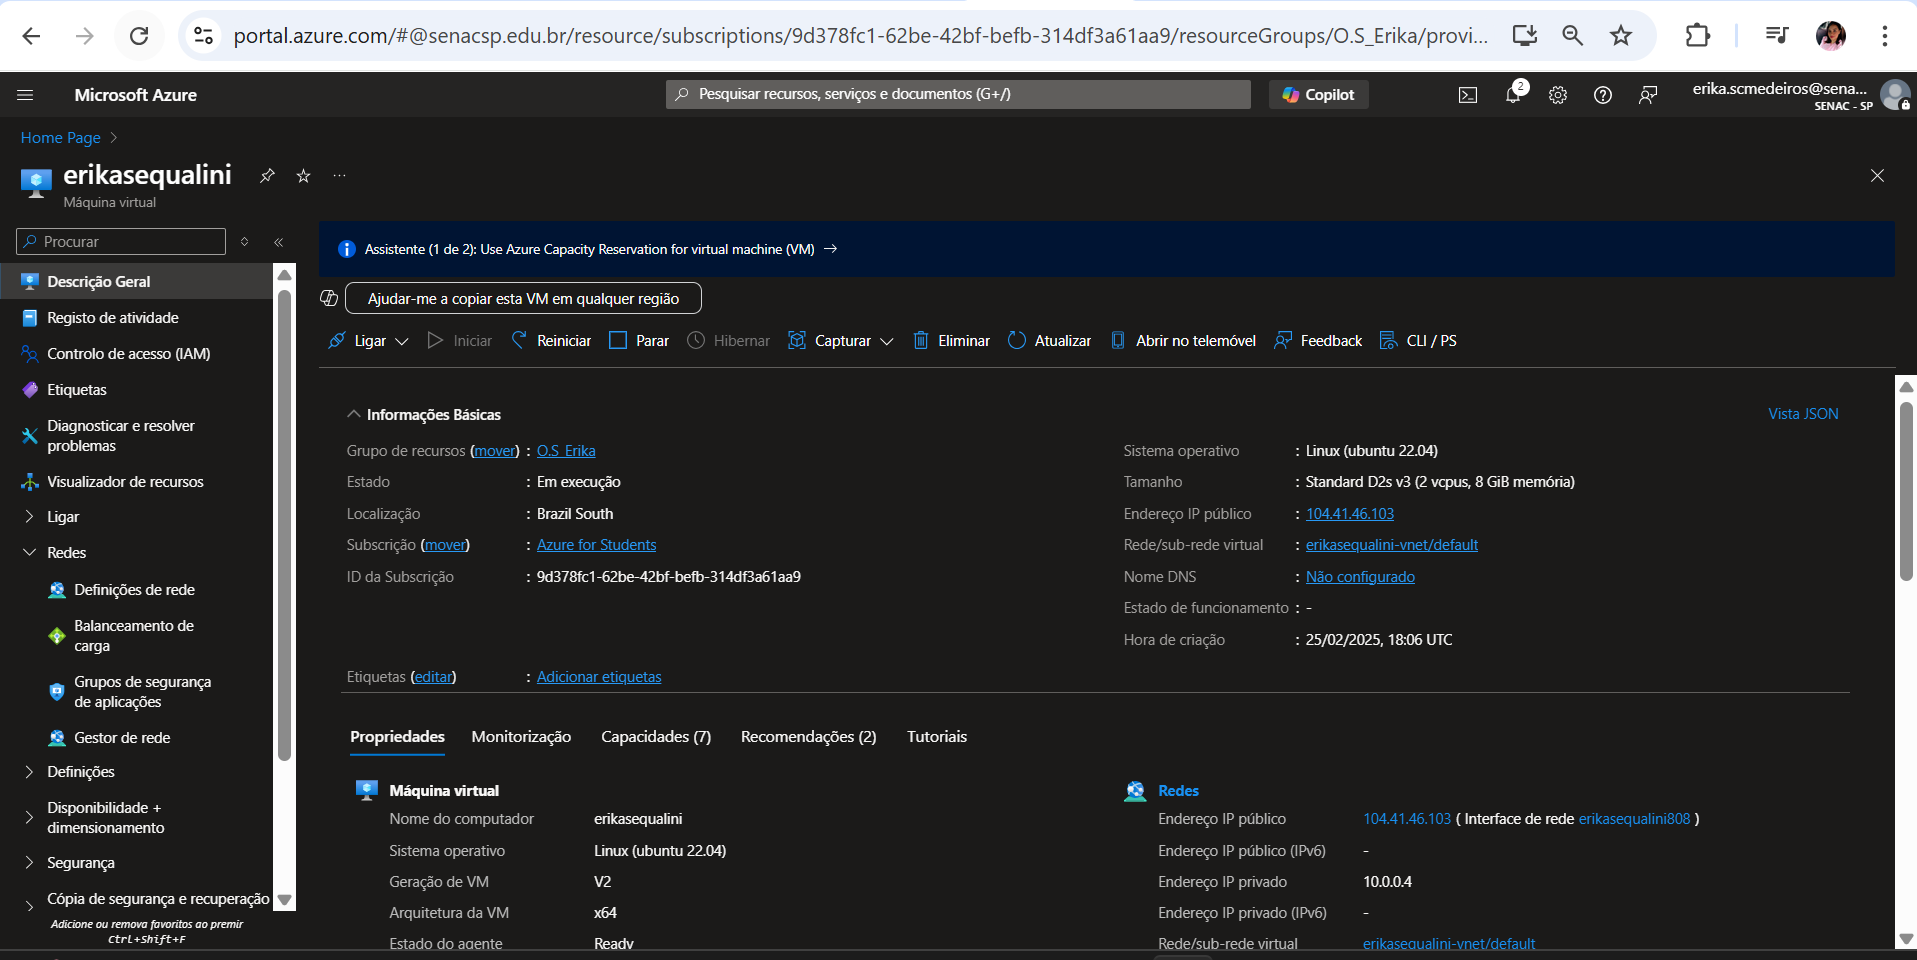 portal.azure.com/#@senacsp.edu.br/resource/subscriptions/9d378fc1-62be-42bf-befb-314df3a61aa9/resourceGroups/O.S_Erika/provi...
Microsoft Azure
Pesquisar recursos, serviços e documentos (G+/)
Copilot
2
erika.scmedeiros@sena...
SENAC - SP
Home Page
erikasequalini
Máquina virtual
Procurar
Assistente (1 de 2): Use Azure Capacity Reservation for virtual machine (VM)
Ajudar-me a copiar esta VM em qualquer região
Ligar
Iniciar
Reiniciar
Parar
Hibernar
Capturar
Eliminar
Atualizar
Abrir no telemóvel
Feedback
CLI / PS
Descrição Geral
Registo de atividade
Controlo de acesso (IAM)
Etiquetas
Diagnosticar e resolver
problemas
Visualizador de recursos
Ligar
Redes
Definições de rede
Balanceamento de
carga
Grupos de segurança
de aplicações
Gestor de rede
Definições
Disponibilidade +
dimensionamento
Segurança
Cópia de segurança e recuperação
Adicione ou remova favoritos ao premir
Ctrl+Shift+F
Informações Básicas
Vista JSON
Grupo de recursos (mover) : O.S_Erika
Estado : Em execução
Localização : Brazil South
Subscrição (mover) : Azure for Students
ID da Subscrição : 9d378fc1-62be-42bf-befb-314df3a61aa9
Sistema operativo : Linux (ubuntu 22.04)
Tamanho : Standard D2s v3 (2 vcpus, 8 GiB memória)
Endereço IP público : 104.41.46.103
Rede/sub-rede virtual : erikasequalini-vnet/default
Nome DNS : Não configurado
Estado de funcionamento : -
Hora de criação : 25/02/2025, 18:06 UTC
Etiquetas (editar) : Adicionar etiquetas
Propriedades
Monitorização
Capacidades (7)
Recomendações (2)
Tutoriais
Máquina virtual
Nome do computador erikasequalini
Sistema operativo Linux (ubuntu 22.04)
Geração de VM V2
Arquitetura da VM x64
Estado do agente Ready
Redes
Endereço IP público 104.41.46.103 ( Interface de rede erikasequalini808 )
Endereço IP público (IPv6) -
Endereço IP privado 10.0.0.4
Endereço IP privado (IPv6) -
Rede/sub-rede virtual erikasequalini-vnet/default